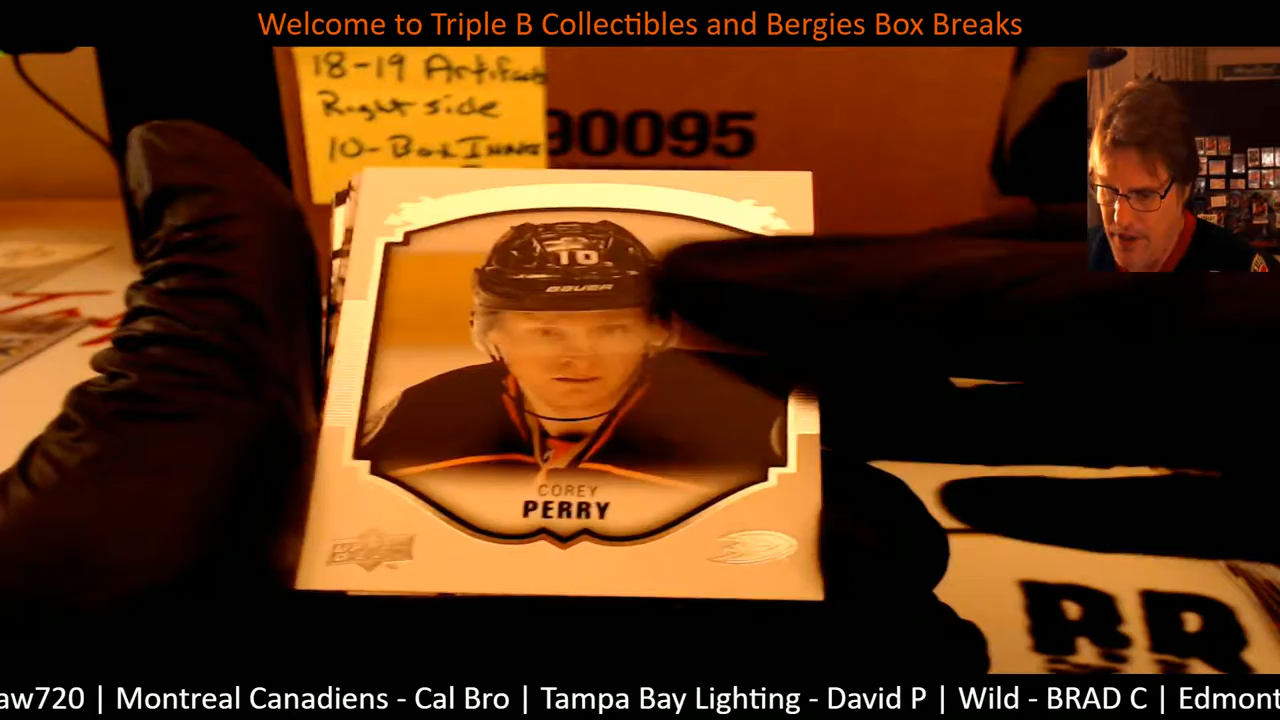 Welcome to Triple B Collectibles and Bergies Box Breaks
18-19 Artifacts
Right side
10-Box Inner
90095
10
BAUER
COREY
PERRY
aw720 | Montreal Canadiens - Cal Bro | Tampa Bay Lighting - David P | Wild - BRAD C | Edmont